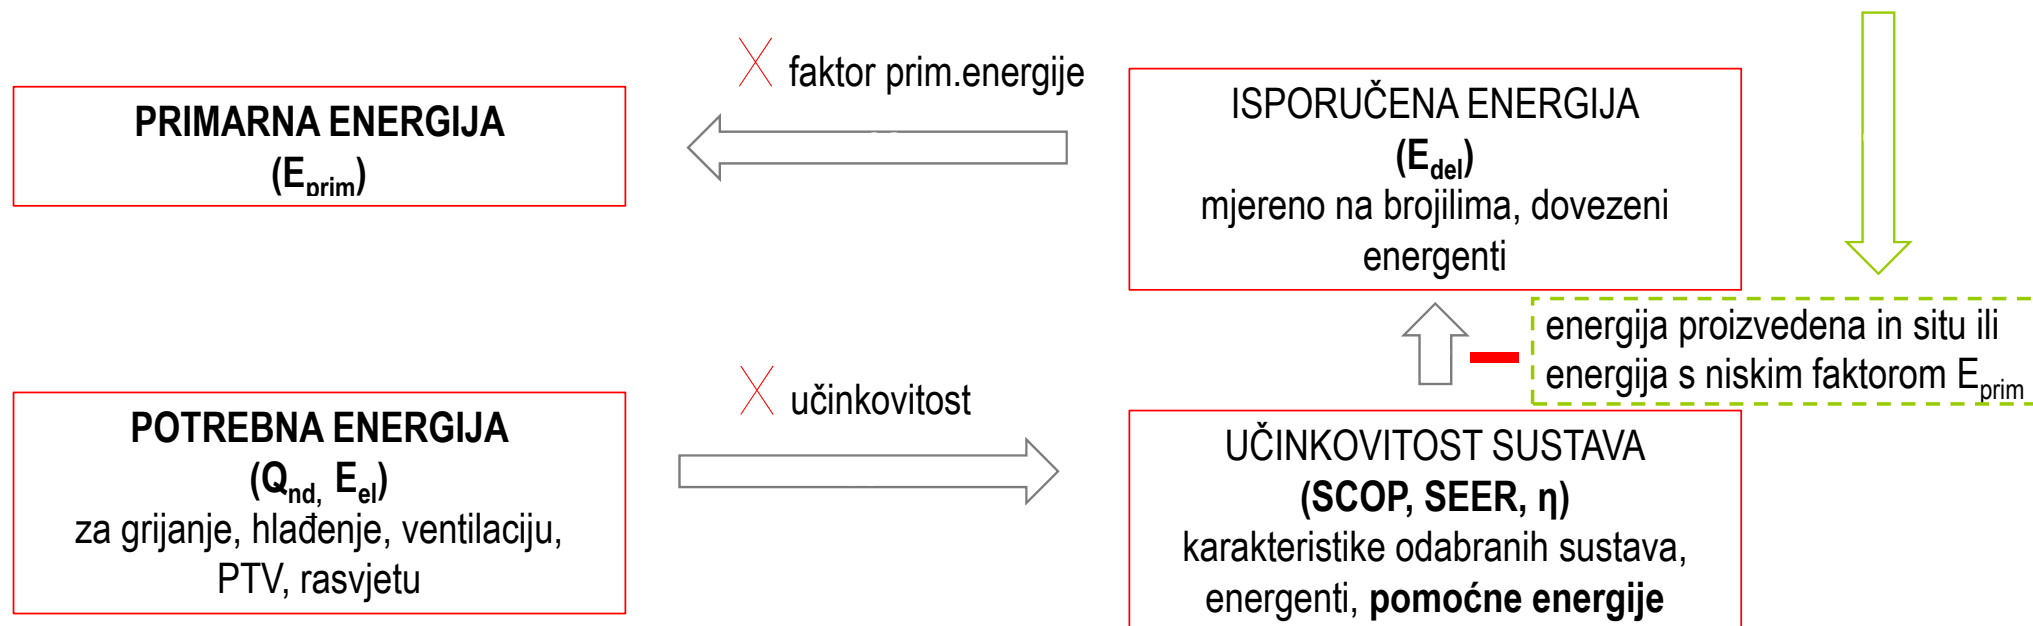 faktor prim.energije
PRIMARNA ENERGIJA
(Eprim)
ISPORUČENA ENERGIJA
(Edel)
mjereno na brojilima, dovezeni
energenti
energija proizvedena in situ ili
energija s niskim faktorom Eprim
učinkovitost
POTREBNA ENERGIJA
(Qnd, Eel)
za grijanje, hlađenje, ventilaciju,
PTV, rasvjetu
UČINKOVITOST SUSTAVA
(SCOP, SEER, η)
karakteristike odabranih sustava,
energenti, pomoćne energije